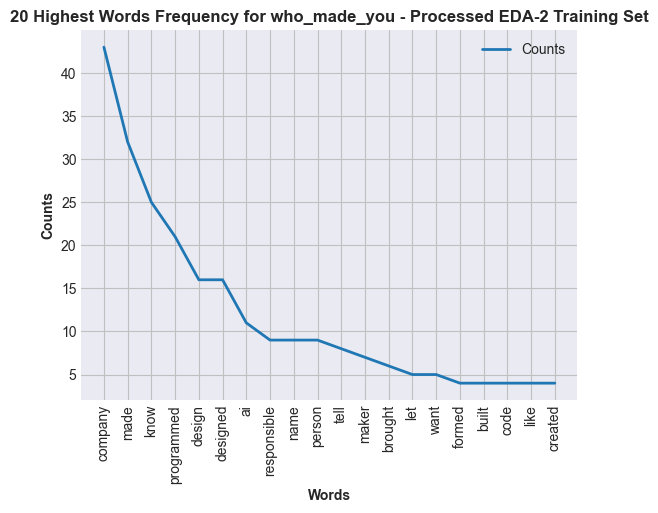 20 Highest Words Frequency for who_made_you - Processed EDA-2 Training Set
Counts
Counts
40
35
30
25
20
15
10
5
company
made
know
programmed
design
designed
ai
responsible
name
person
tell
maker
brought
let
want
formed
built
code
like
created
Words